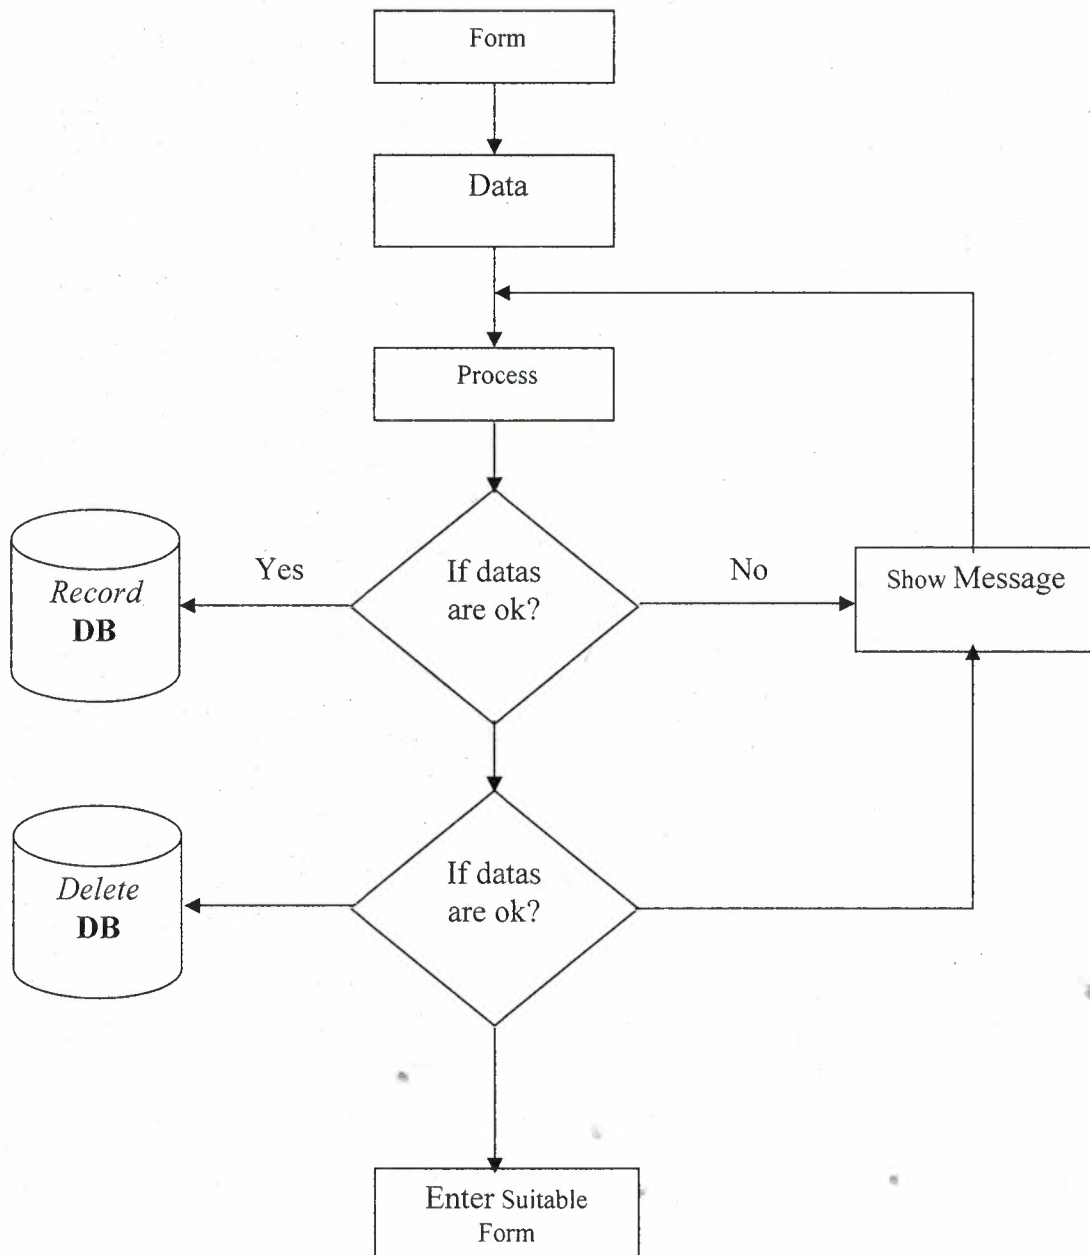 Form
Data
Process
If datas
are ok?
Yes
No
Record
DB
Show Message
If datas
are ok?
Delete
DB
Enter Suitable
Form